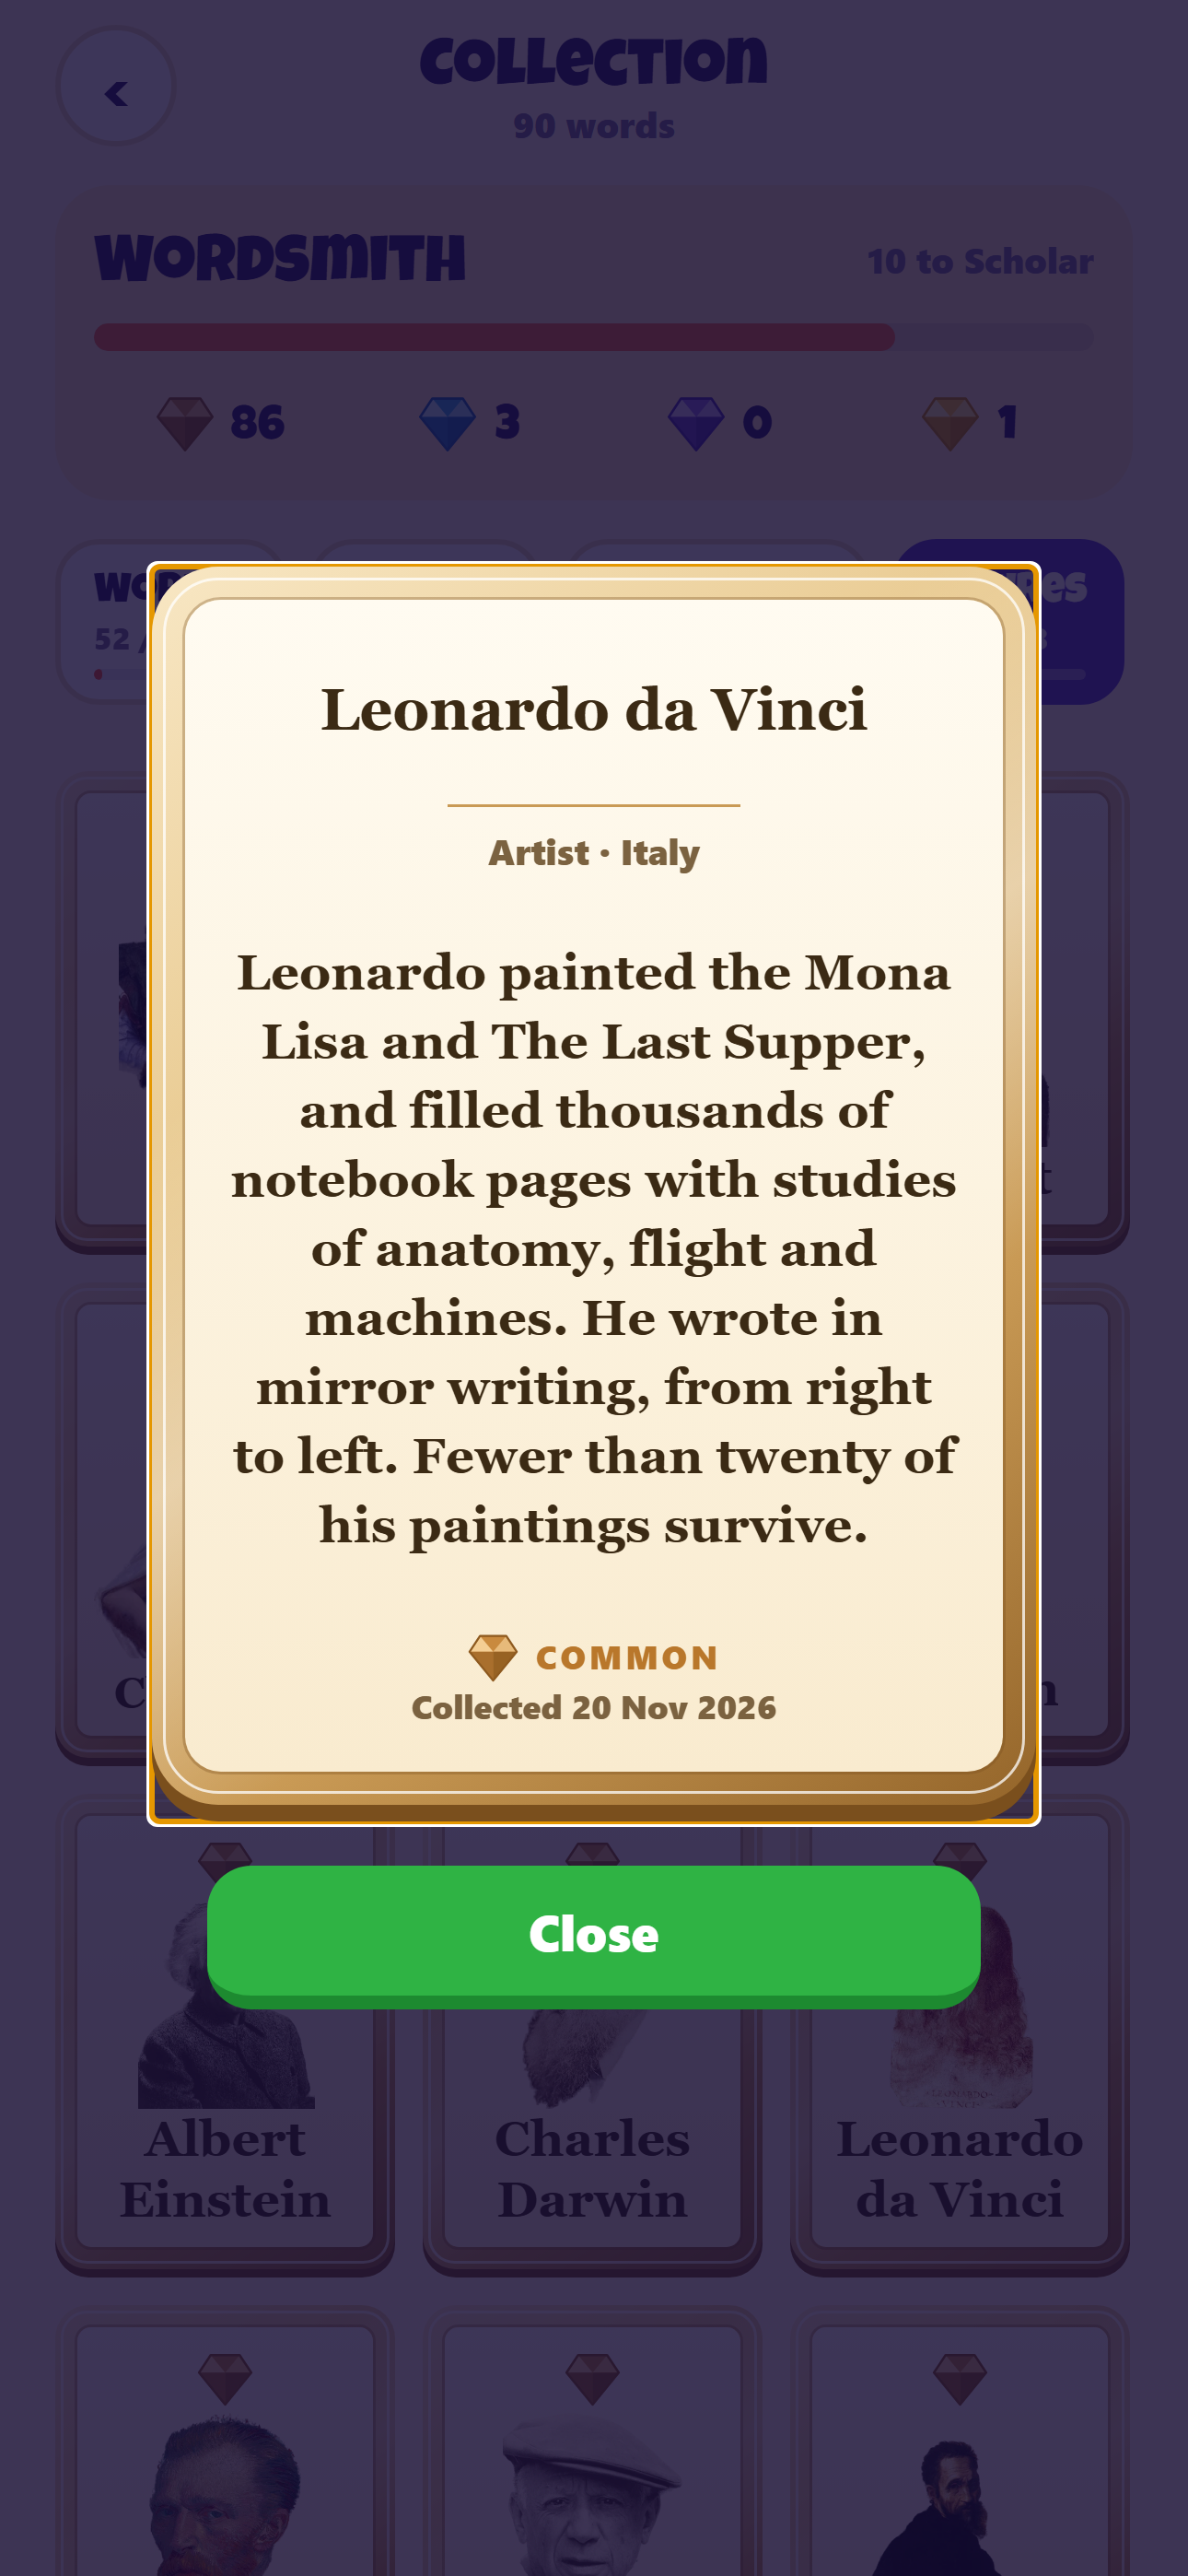 Collection
90 words
Wordsmith
10 to Scholar
86
3
0
1
52
Leonardo da Vinci
Artist · Italy
Leonardo painted the Mona
Lisa and The Last Supper,
and filled thousands of
notebook pages with studies
of anatomy, flight and
machines. He wrote in
mirror writing, from right
to left. Fewer than twenty of
his paintings survive.
COMMON
Collected 20 Nov 2026
Close
Albert
Einstein
Charles
Darwin
Leonardo
da Vinci